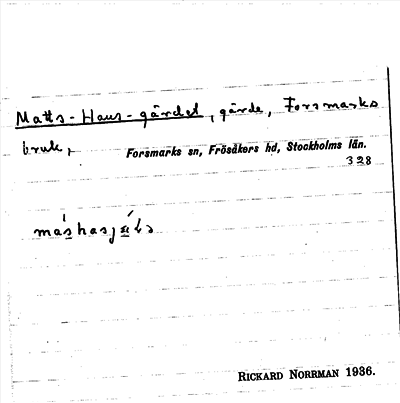 Matts-Hans-gärdet, gärde, Forsmarks
bruk,
Forsmarks sn, Frösåkers hd, Stockholms län.
328
RICKARD NORRMAN 1936.